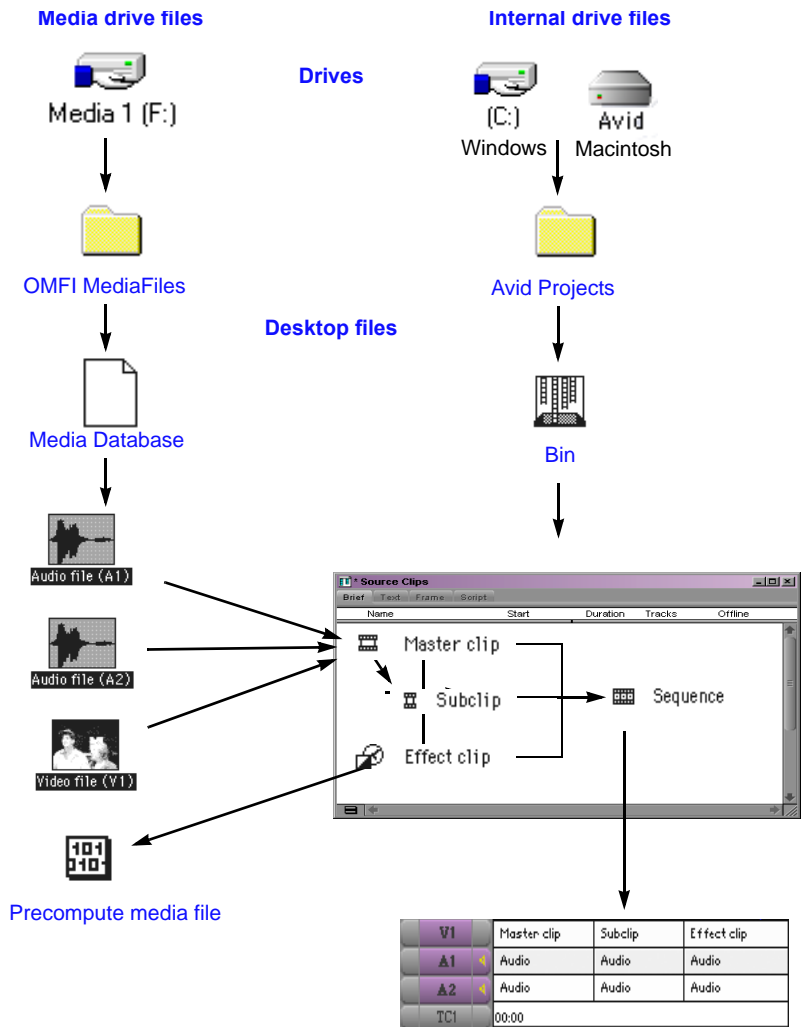 Media drive files
Internal drive files
Drives
Media 1 (F:)
(C:)
Avid
Windows
Macintosh
OMFI MediaFiles
Avid Projects
Desktop files
Media Database
Bin
Audio file (A1)
Audio file (A2)
Video file (V1)
* Source Clips
Brief Text Frame Script
Name Start Duration Tracks Offline
Master clip
Subclip
Sequence
Effect clip
101
010
Precompute media file
V1 Master clip Subclip Effect clip
A1 Audio Audio Audio
A2 Audio Audio Audio
TC1 00:00